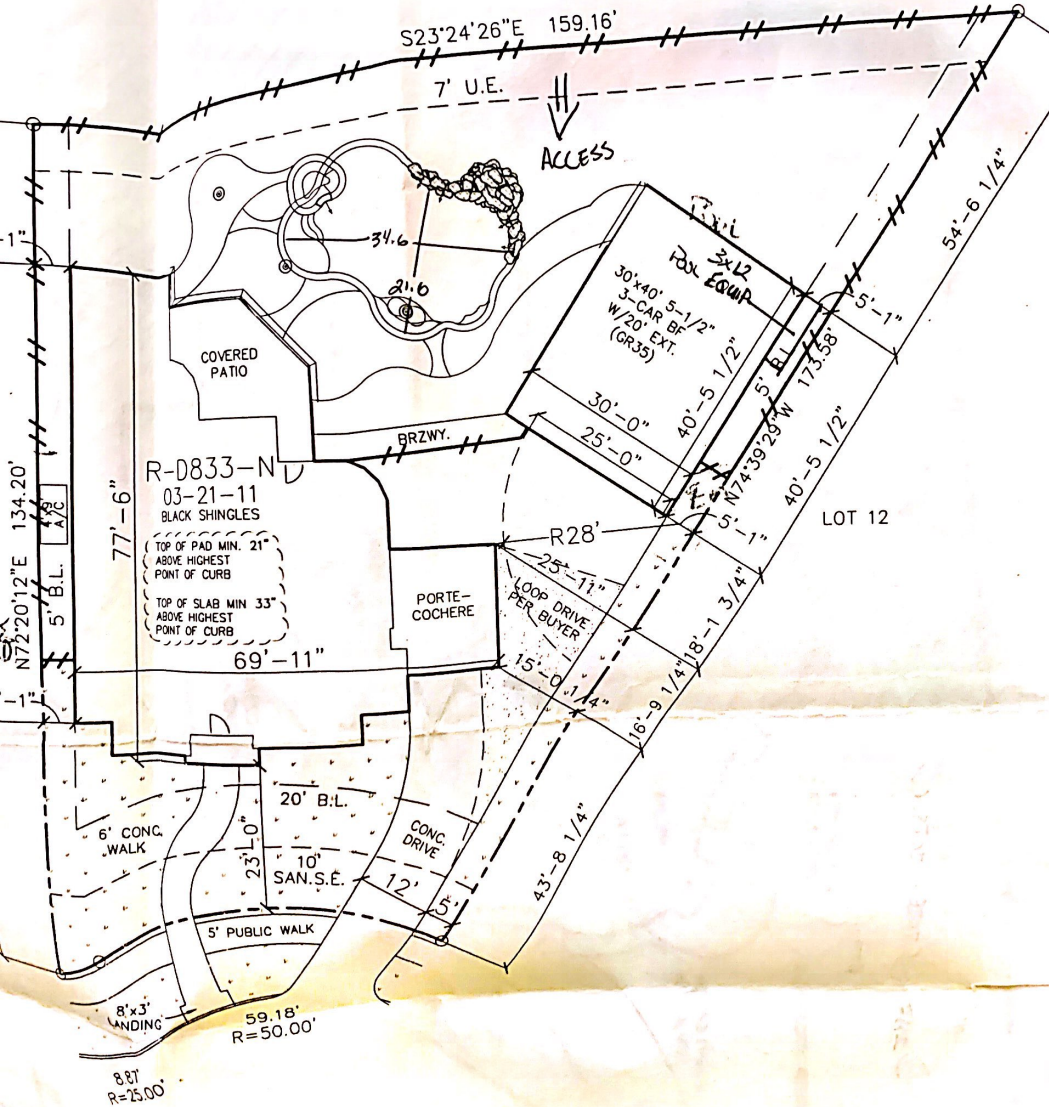 S23°24'26"E 159.16'
7' U.E.
ACCESS
34.6
21.6
3x12
POOL EQUIP
30'x40' 5-1/2"
3-CAR BF
W/20' EXT.
(GR35)
5'-1"
54'-6 1/4"
COVERED
PATIO
30'-0"
25'-0"
40'-5 1/2"
5' B.L.
N74°39'29"W 173.58'
40'-5 1/2"
BRZWY.
R-D833-N
03-21-11
BLACK SHINGLES
77'-6"
A/C
N72°20'12"E 134.20'
5' B.L.
TOP OF PAD MIN. 21"
ABOVE HIGHEST
POINT OF CURB
TOP OF SLAB MIN 33"
ABOVE HIGHEST
POINT OF CURB
69'-11"
PORTE-
COCHERE
R28'
5'-1"
LOT 12
25'-11"
LOOP DRIVE
PER BUYER
18'-1 3/4"
15'-0 1/4"
16'-9 1/4"
-1"
'-1"
20' B.L.
6' CONC.
WALK
23'-0"
10'
SAN.S.E.
CONC.
DRIVE
12'
5'
43'-8 1/4"
5' PUBLIC WALK
8'x3'
ANDING
59.18'
R=50.00'
8.87'
R=25.00'